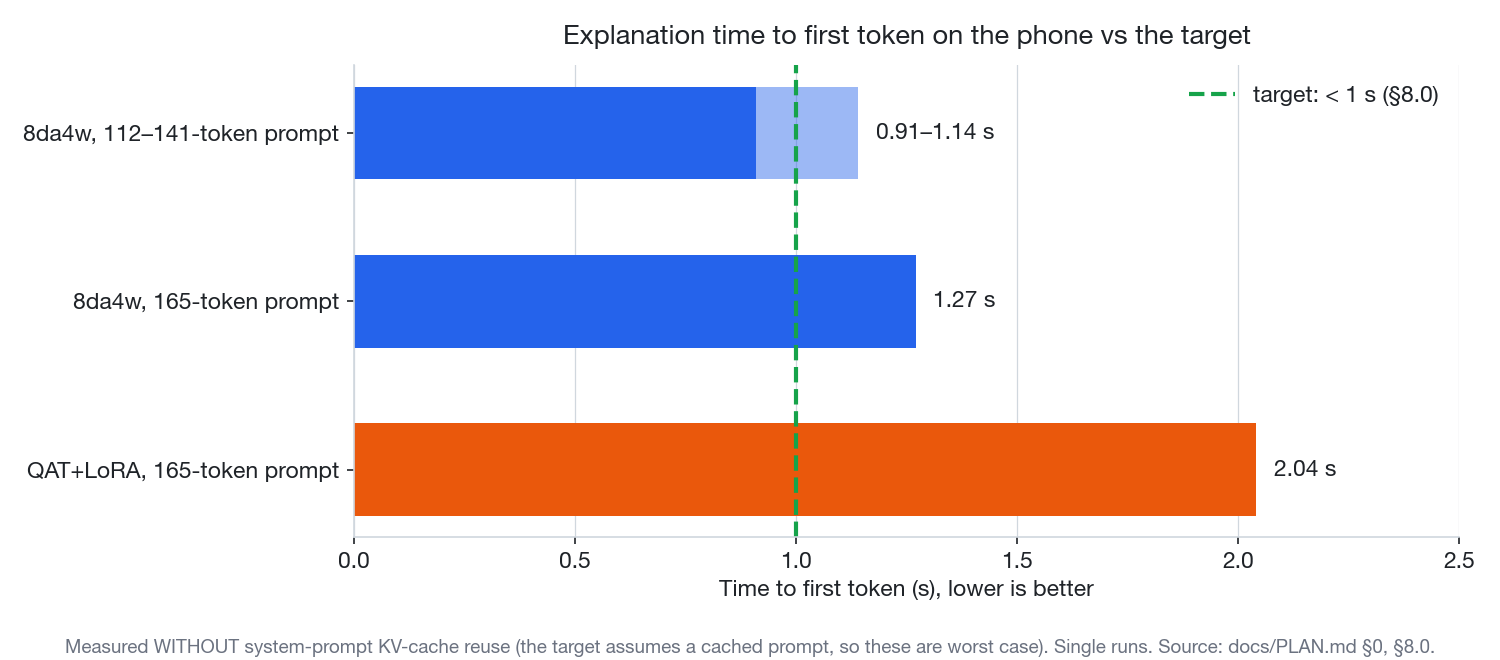 Explanation time to first token on the phone vs the target
target: < 1 s (§8.0)
8da4w, 112–141-token prompt
0.91–1.14 s
8da4w, 165-token prompt
1.27 s
QAT+LoRA, 165-token prompt
2.04 s
0.0 0.5 1.0 1.5 2.0 2.5
Time to first token (s), lower is better
Measured WITHOUT system-prompt KV-cache reuse (the target assumes a cached prompt, so these are worst case). Single runs. Source: docs/PLAN.md §0, §8.0.